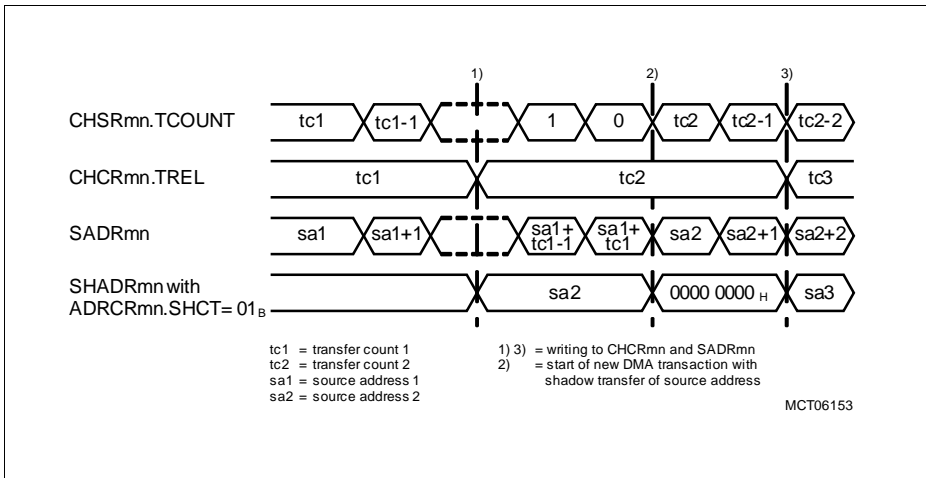 1) 2) 3)
CHSRmn.TCOUNT tc1 tc1-1 1 0 tc2 tc2-1 tc2-2
CHCRmn.TREL tc1 tc2 tc3
SADRmn sa1 sa1+1 sa1+ tc1-1 sa1+ tc1 sa2 sa2+1 sa2+2
SHADRmn with
ADRCRmn.SHCT= 01B sa2 0000 0000 H sa3
tc1 = transfer count 1
tc2 = transfer count 2
sa1 = source address 1
sa2 = source address 2
1) 3) = writing to CHCRmn and SADRmn
2) = start of new DMA transaction with
shadow transfer of source address
MCT06153